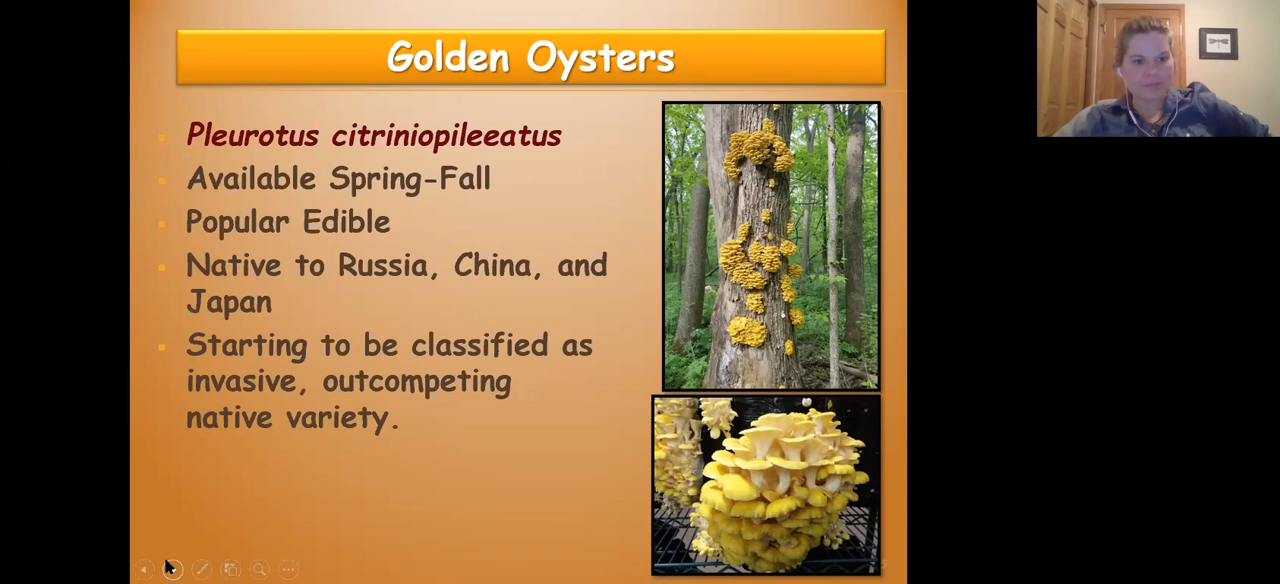 Golden Oysters
Pleurotus citriniopileeatus
Available Spring-Fall
Popular Edible
Native to Russia, China, and
Japan
Starting to be classified as
invasive, outcompeting
native variety.